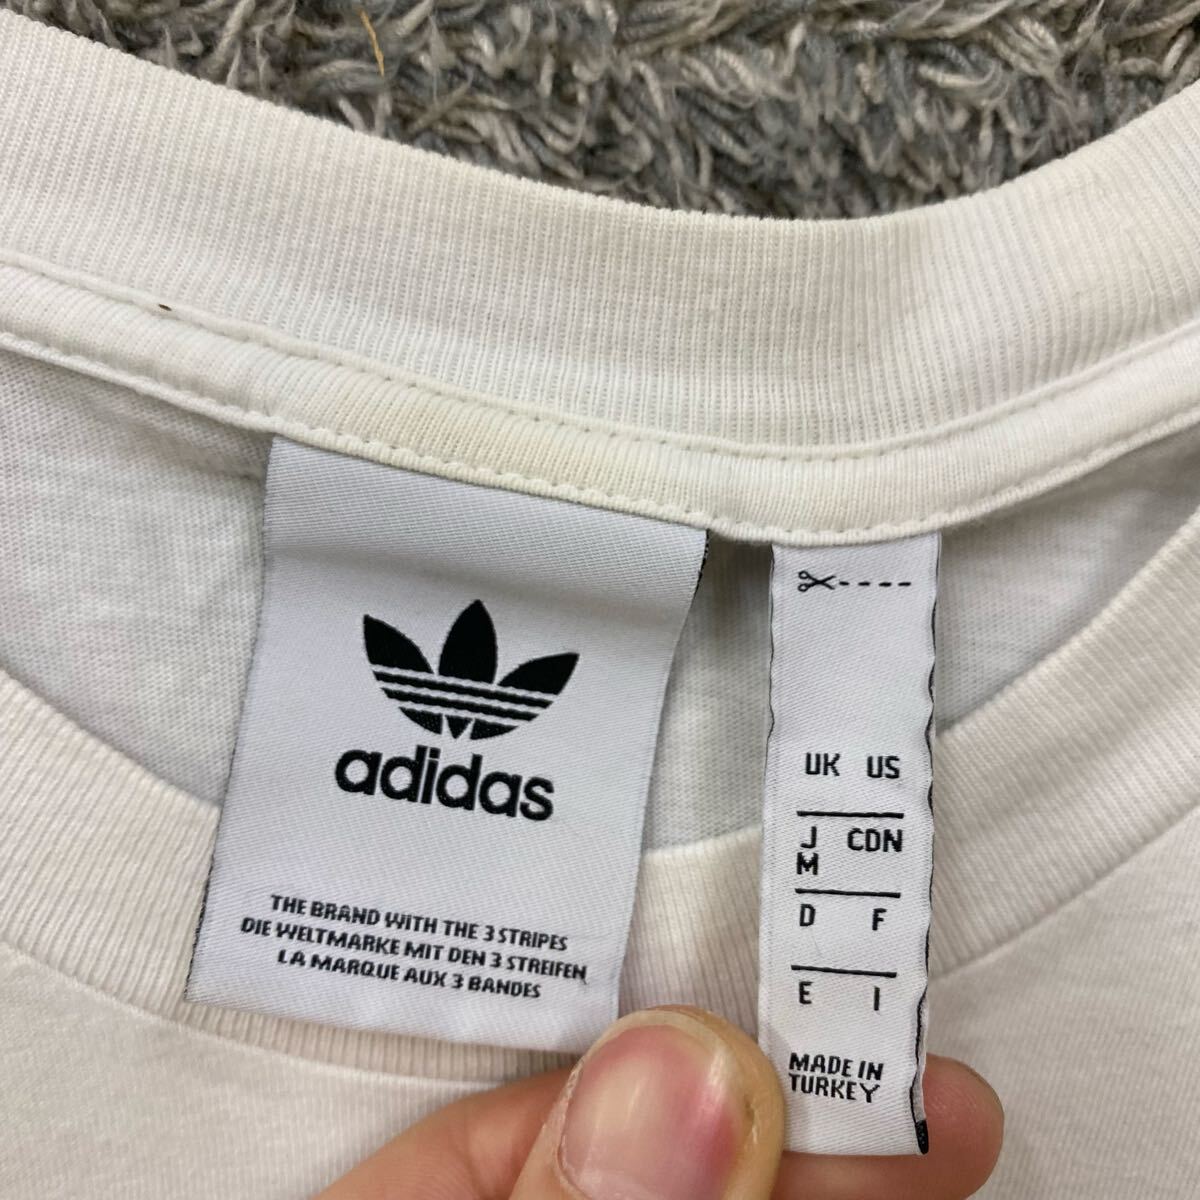 adidas
THE BRAND WITH THE 3 STRIPES
DIE WELTMARKE MIT DEN 3 STREIFEN
LA MARQUE AUX 3 BANDES
UK US
J CDN
M
D F
E I
MADE IN
TURKEY